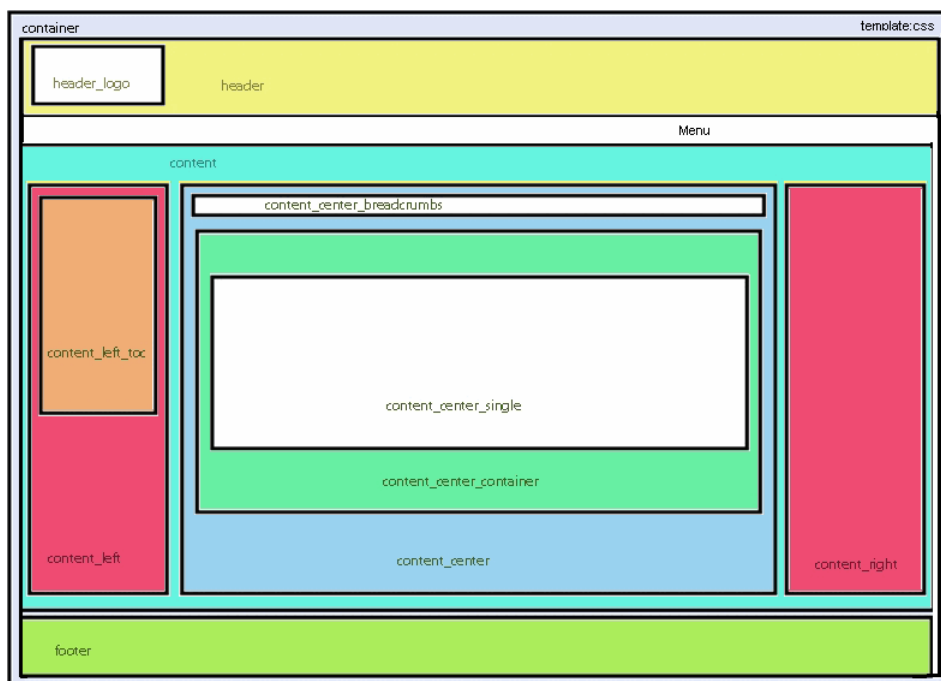 container
template:css
header_logo
header
Menu
content
content_center_breadcrumbs
content_left_toc
content_center_single
content_center_container
content_left
content_center
content_right
footer